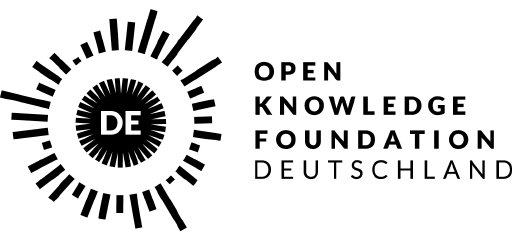 DE
OPEN
KNOWLEDGE
FOUNDATION
DEUTSCHLAND